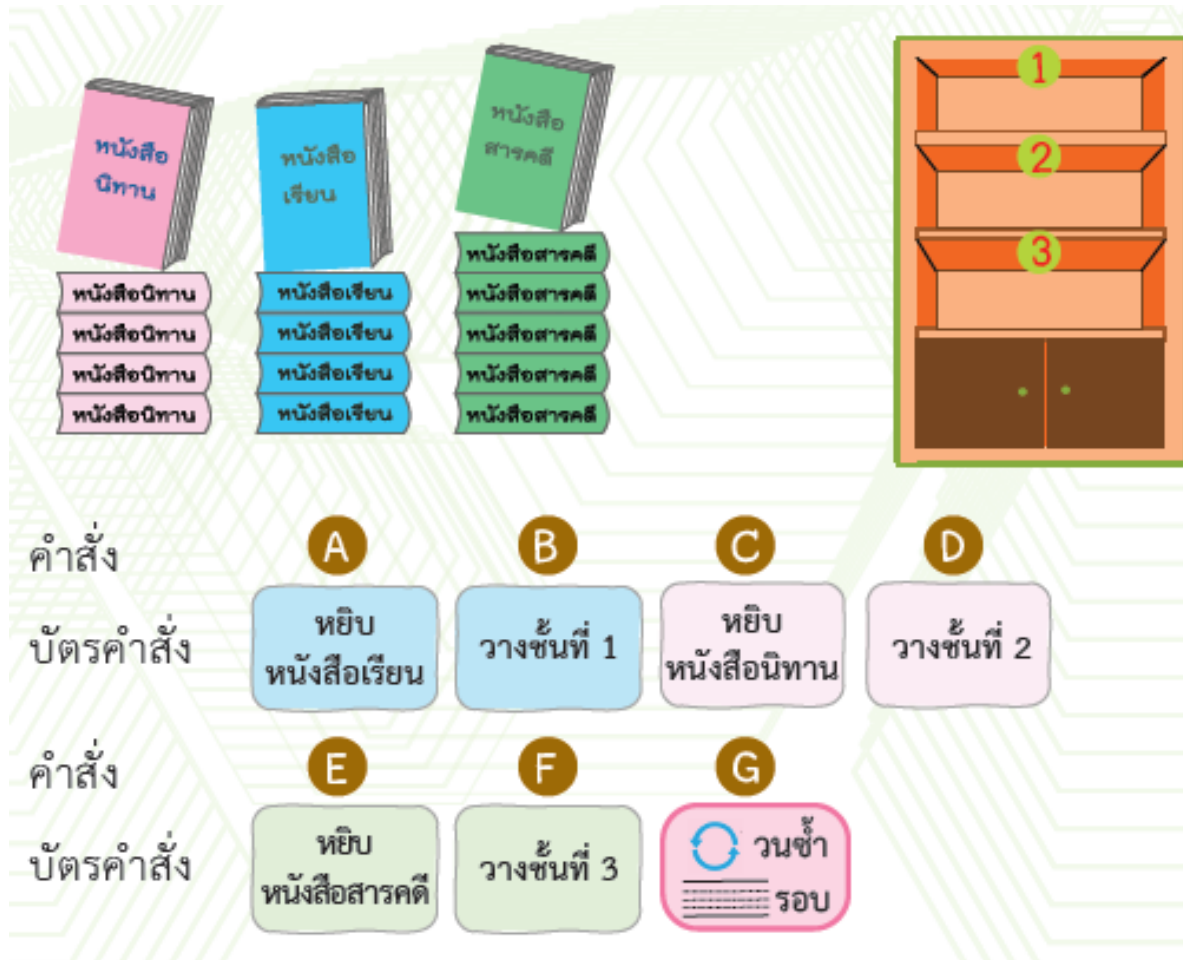 หนังสือ
นิทาน
หนังสือนิทาน
หนังสือนิทาน
หนังสือนิทาน
หนังสือนิทาน
หนังสือ
เรียน
หนังสือเรียน
หนังสือเรียน
หนังสือเรียน
หนังสือเรียน
หนังสือ
สารคดี
หนังสือสารคดี
หนังสือสารคดี
หนังสือสารคดี
หนังสือสารคดี
หนังสือสารคดี
1
2
3
คำสั่ง A B C D
บัตรคำสั่ง
หยิบ
หนังสือเรียน
วางชั้นที่ 1
หยิบ
หนังสือนิทาน
วางชั้นที่ 2
คำสั่ง E F G
บัตรคำสั่ง
หยิบ
หนังสือสารคดี
วางชั้นที่ 3
วนซ้ำ
รอบ